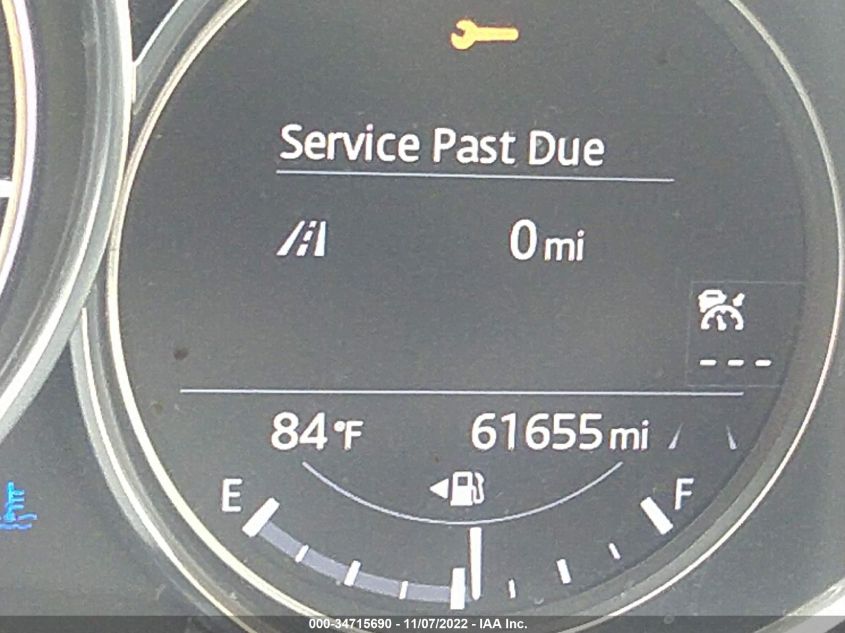 Service Past Due
0 mi
---
84°F 61655 mi
E F
000-34715690 - 11/07/2022 - IAA Inc.